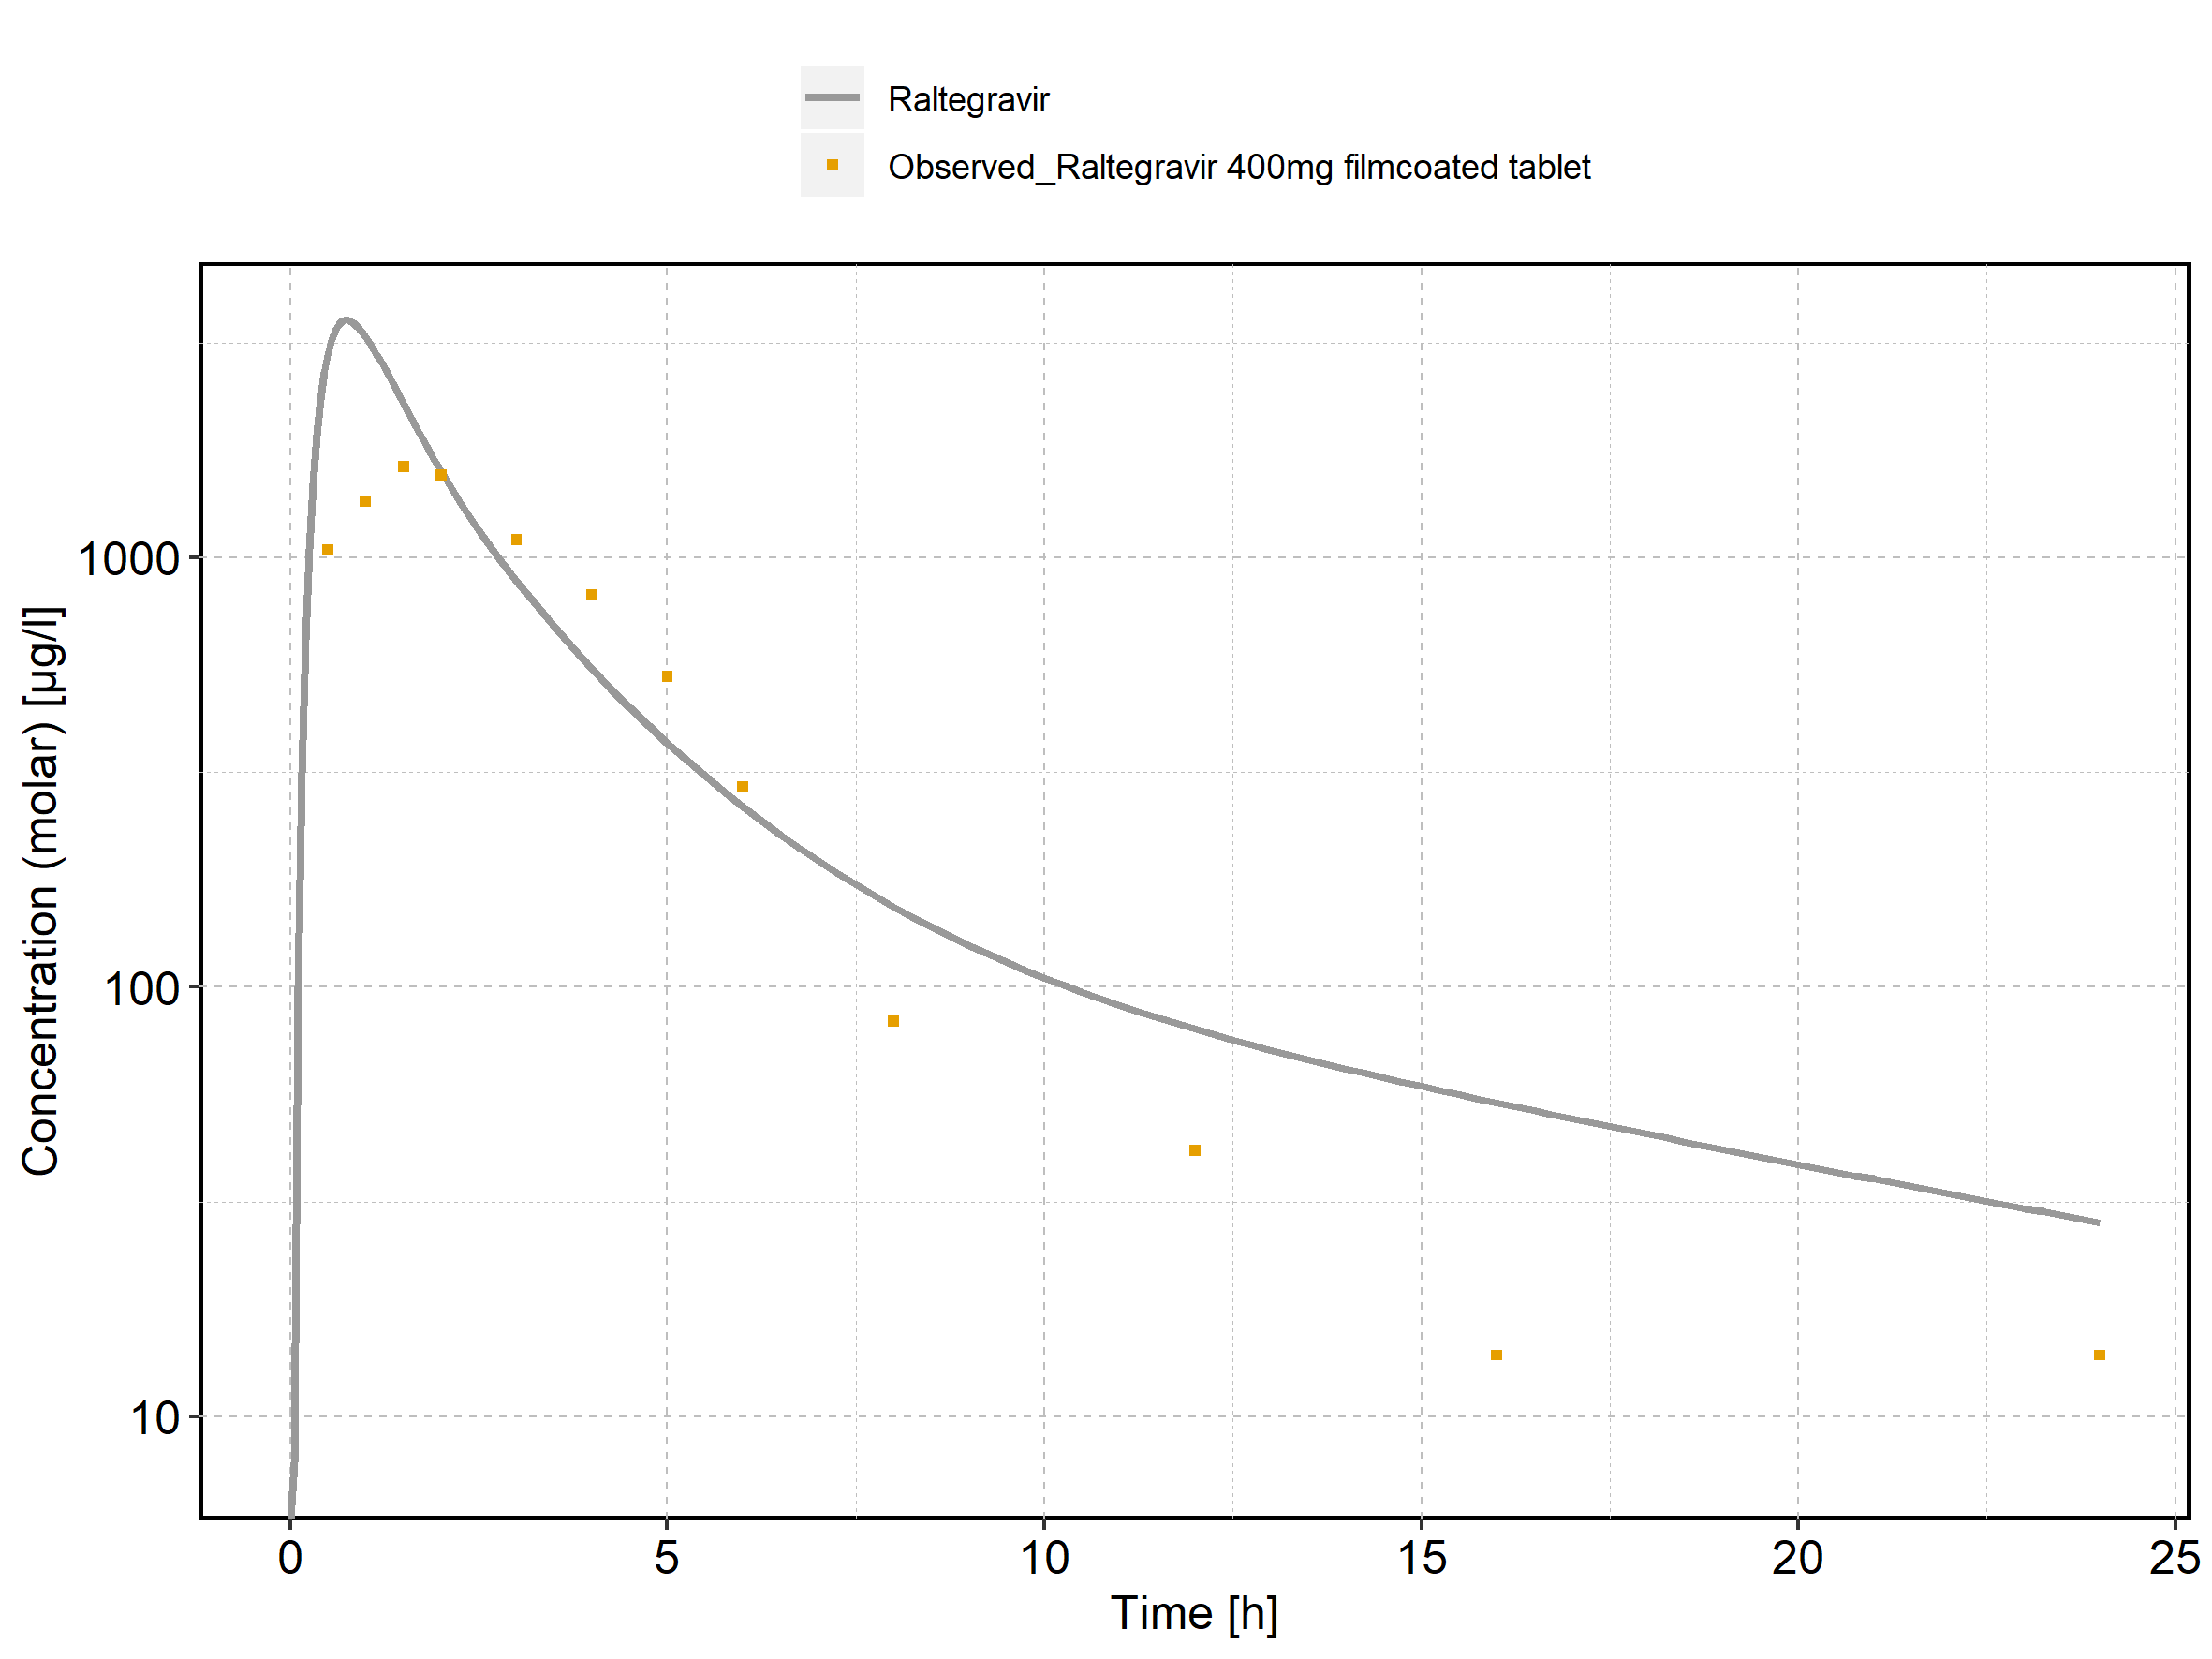 Raltegravir
Observed_Raltegravir 400mg filmcoated tablet
Concentration (molar) [µg/l]
1000
100
10
0 5 10 15 20 25
Time [h]